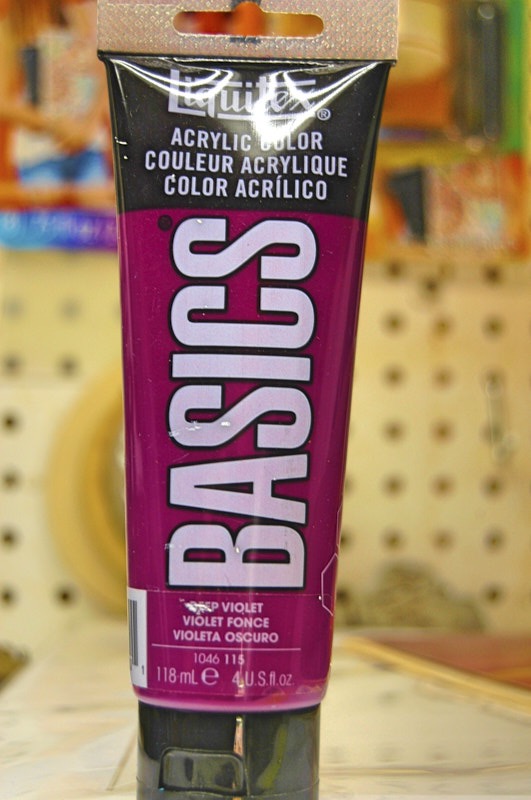 Liquitex®
ACRYLIC COLOR
COULEUR ACRYLIQUE
COLOR ACRÍLICO
BASICS
DEEP VIOLET
VIOLET FONCE
VIOLETA OSCURO
1046 115
118 mL e 4 U.S.fl.oz.